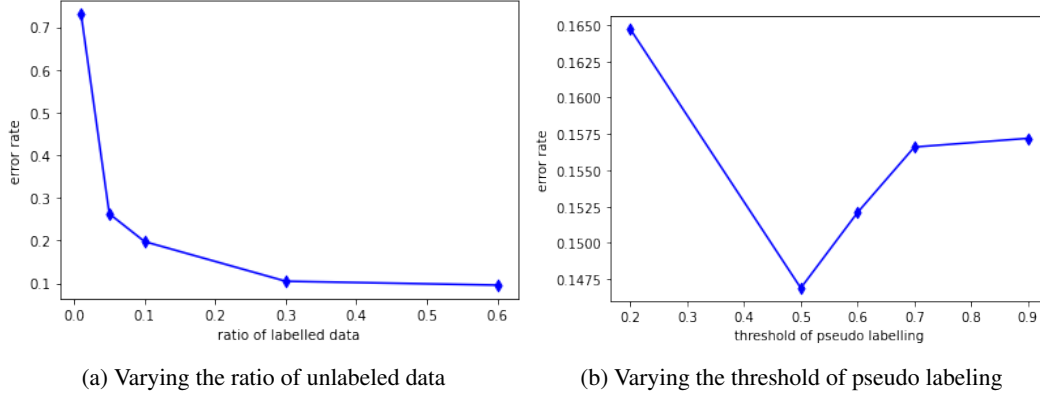 0.7
0.6
0.5
0.4
0.3
0.2
0.1
error rate
0.0 0.1 0.2 0.3 0.4 0.5 0.6
ratio of labelled data
(a) Varying the ratio of unlabeled data
0.1650
0.1625
0.1600
0.1575
0.1550
0.1525
0.1500
0.1475
error rate
0.2 0.3 0.4 0.5 0.6 0.7 0.8 0.9
threshold of pseudo labelling
(b) Varying the threshold of pseudo labeling